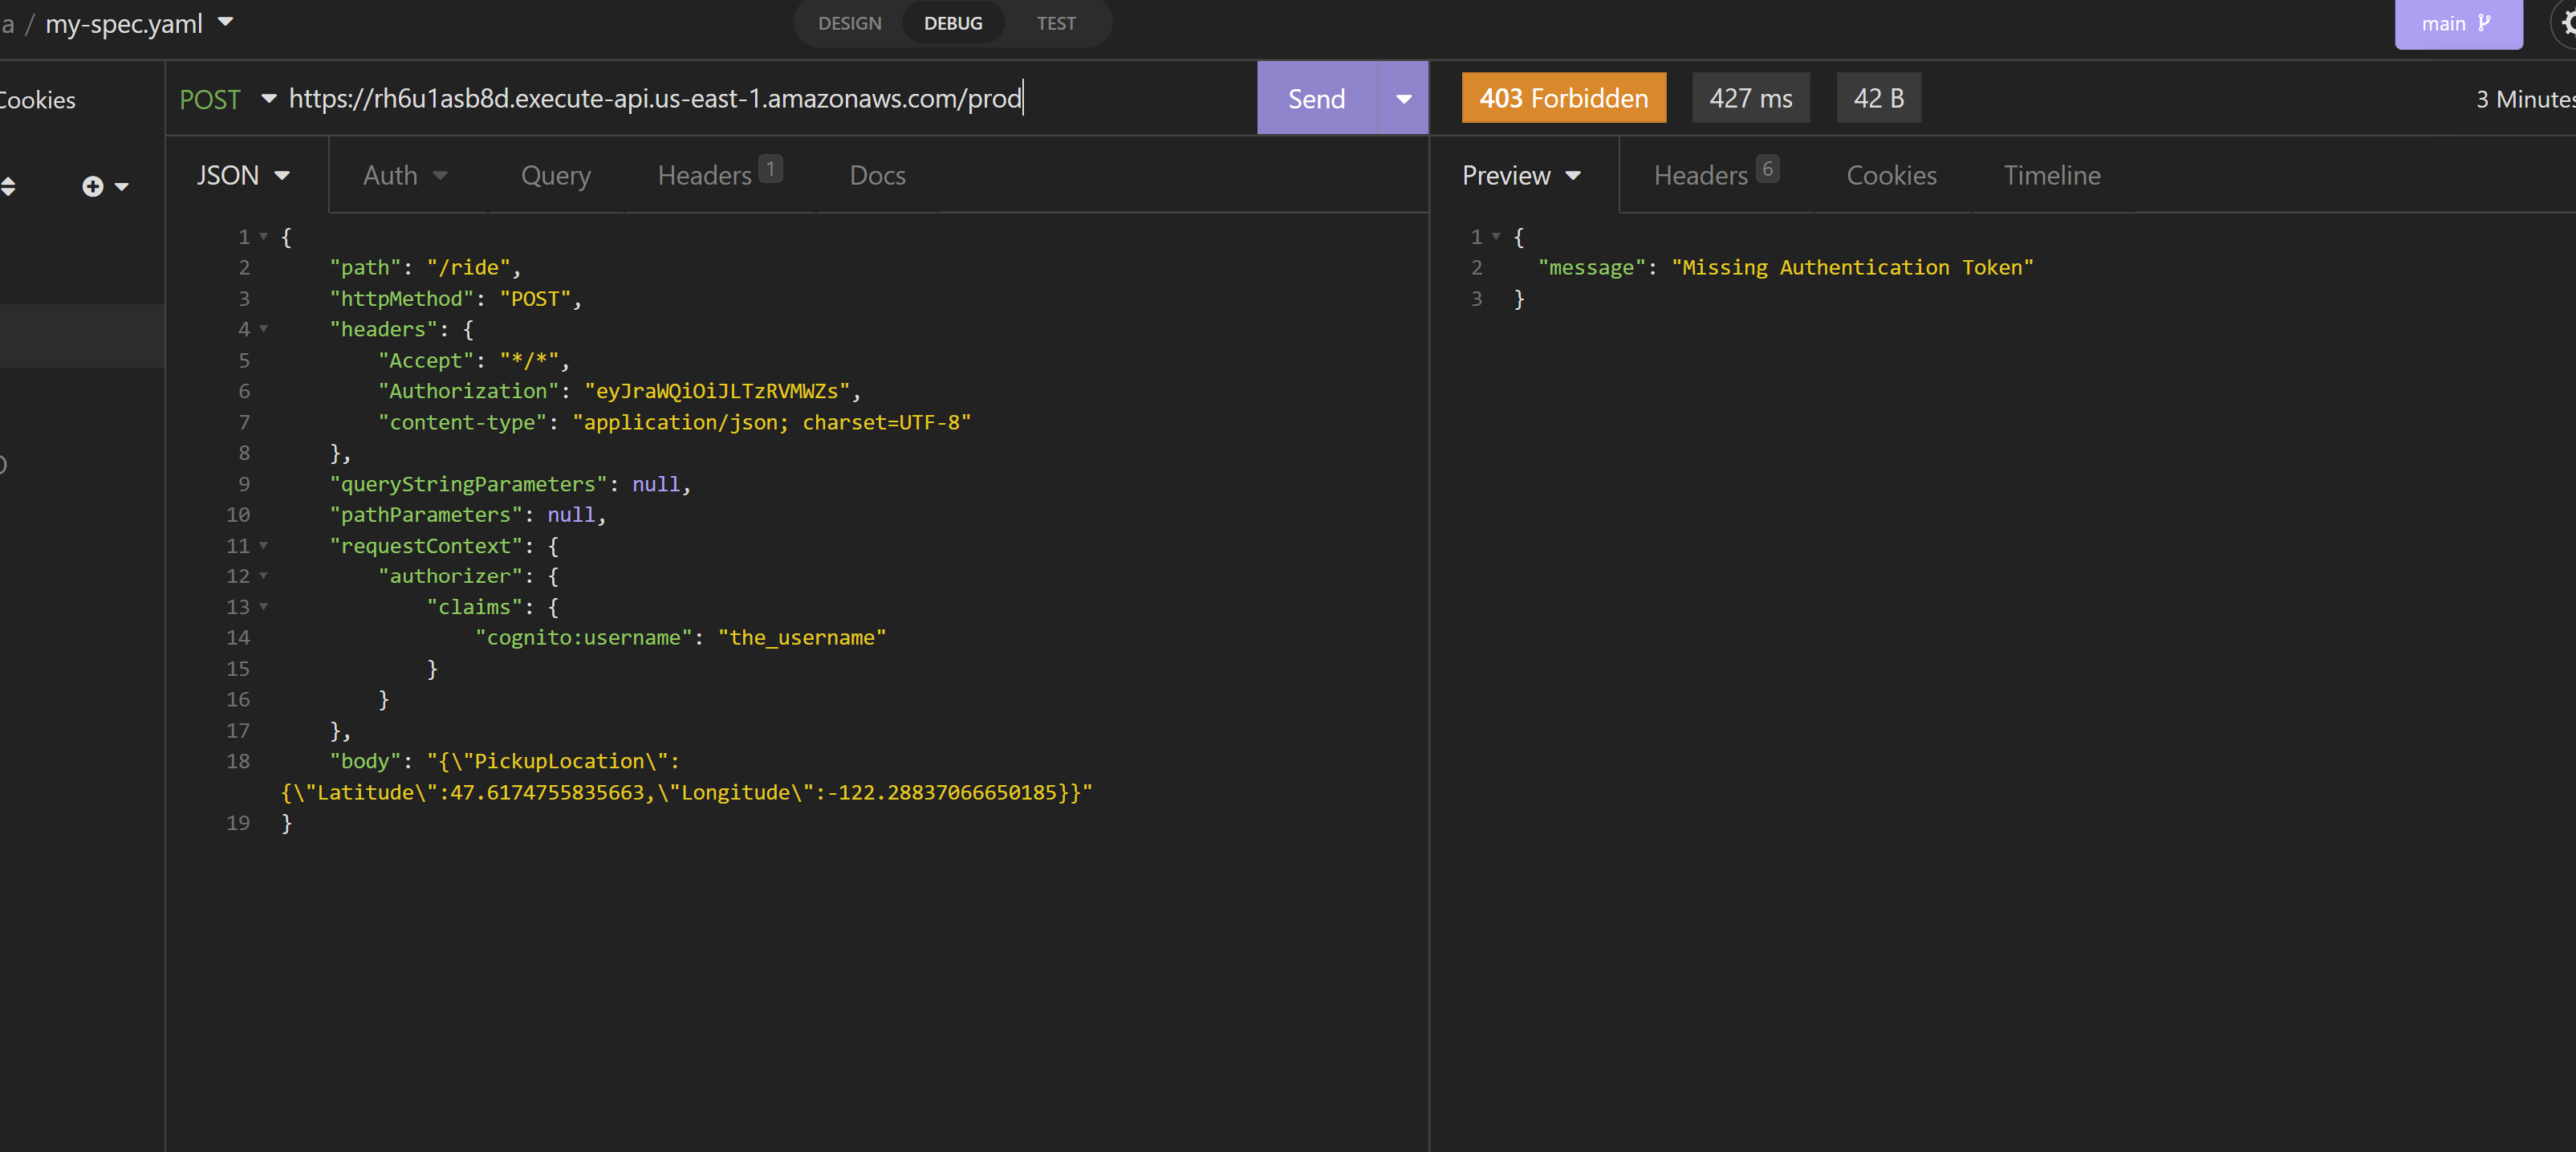 a / my-spec.yaml
DESIGN DEBUG TEST
main
Cookies
POST https://rh6u1asb8d.execute-api.us-east-1.amazonaws.com/prod
Send
403 Forbidden 427 ms 42 B
3 Minutes
JSON Auth Query Headers 1 Docs
Preview Headers 6 Cookies Timeline
1 {
2 "path": "/ride",
3 "httpMethod": "POST",
4 "headers": {
5 "Accept": "*/*",
6 "Authorization": "eyJraWQiOiJLTzRVMWZs",
7 "content-type": "application/json; charset=UTF-8"
8 },
9 "queryStringParameters": null,
10 "pathParameters": null,
11 "requestContext": {
12 "authorizer": {
13 "claims": {
14 "cognito:username": "the_username"
15 }
16 }
17 },
18 "body": "{\"PickupLocation\":
{\"Latitude\":47.6174755835663,\"Longitude\":-122.28837066650185}}"
19 }
1 {
2 "message": "Missing Authentication Token"
3 }